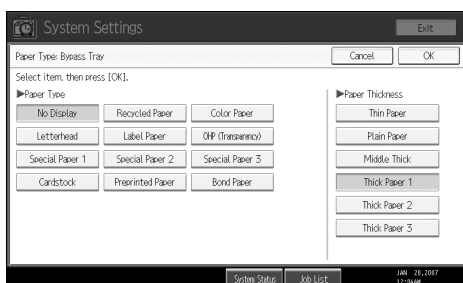 System Settings
Exit
Paper Type: Bypass Tray
Cancel
OK
Select item, then press [OK].
▶Paper Type
▶Paper Thickness
No Display
Recycled Paper
Color Paper
Thin Paper
Letterhead
Label Paper
OHP (Transparency)
Plain Paper
Special Paper 1
Special Paper 2
Special Paper 3
Middle Thick
Cardstock
Preprinted Paper
Bond Paper
Thick Paper 1
Thick Paper 2
Thick Paper 3
System Status
Job List
JAN 20,2007
12:06AM